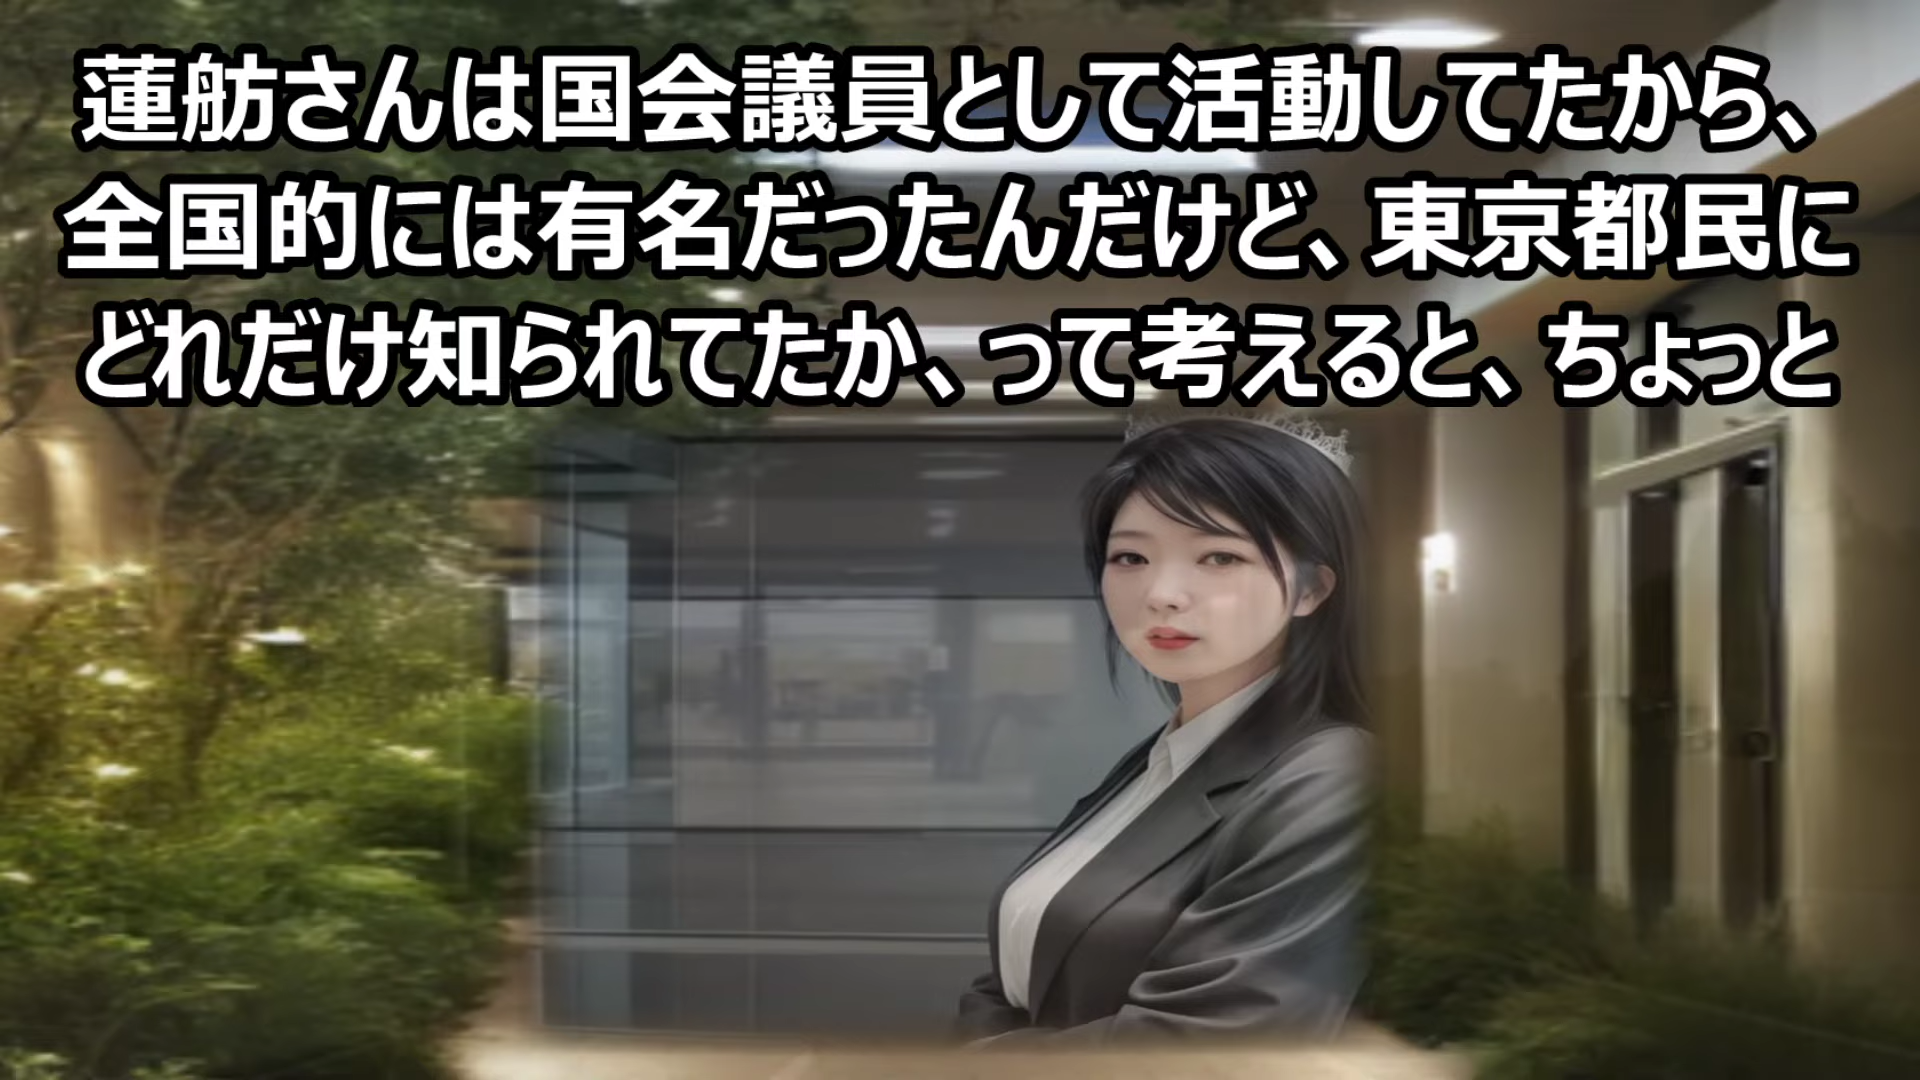 蓮舫さんは国会議員として活動してたから、
全国的には有名だったんだけど、東京都民に
どれだけ知られてたか、って考えると、ちょっと